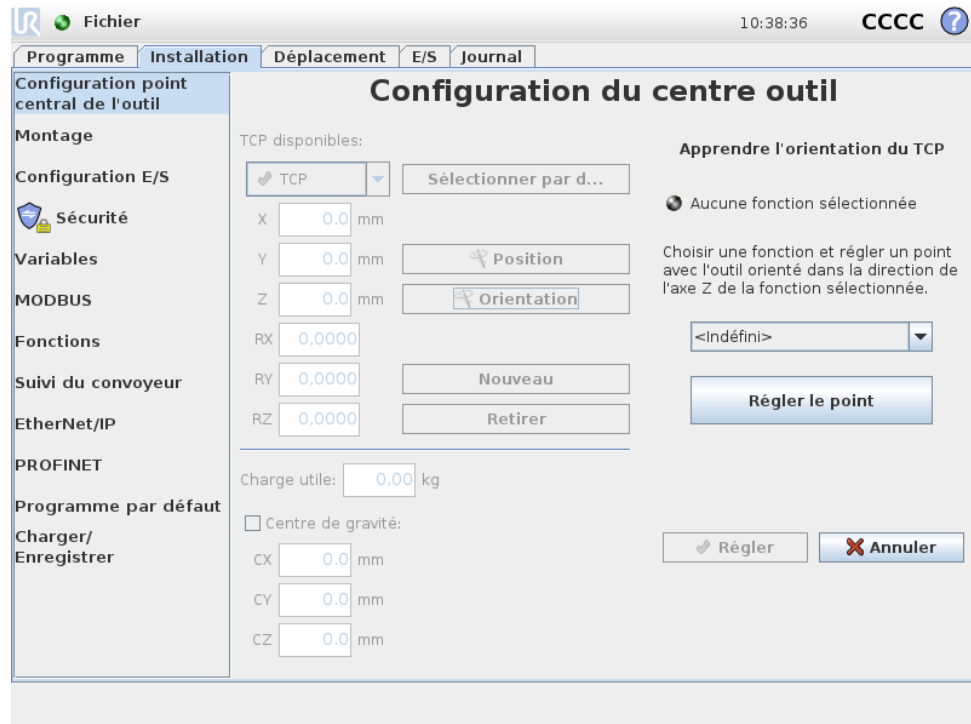 UR
Fichier
10:38:36
CCCC
?
Programme
Installation
Déplacement
E/S
Journal
Configuration point
central de l'outil
Montage
Configuration E/S
Sécurité
Variables
MODBUS
Fonctions
Suivi du convoyeur
EtherNet/IP
PROFINET
Programme par défaut
Charger/
Enregistrer
Configuration du centre outil
TCP disponibles:
TCP
Sélectionner par d...
X 0.0 mm
Y 0.0 mm
Position
Z 0.0 mm
Orientation
RX 0,0000
RY 0,0000
Nouveau
RZ 0,0000
Retirer
Charge utile: 0,00 kg
Centre de gravité:
CX 0.0 mm
CY 0.0 mm
CZ 0.0 mm
Apprendre l'orientation du TCP
Aucune fonction sélectionnée
Choisir une fonction et régler un point
avec l'outil orienté dans la direction de
l'axe Z de la fonction sélectionnée.
<Indéfini>
Régler le point
Régler
Annuler